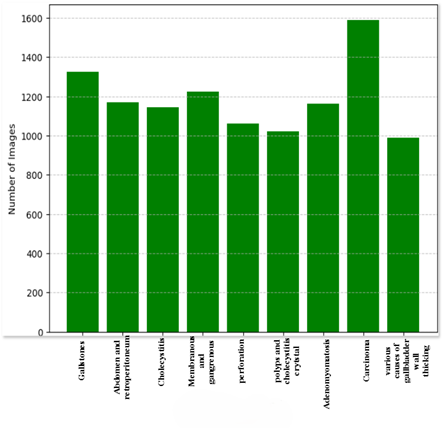 1600
1400
1200
1000
800
600
400
200
0
Number of Images
Gallstones
Abdomen and
retroperitoneum
Cholecystitis
Membranous
and
gangrenous
perforation
polyps and
cholecystitis
crystal
Adenomyomatosis
Carcinoma
various
causes of
gallbladder
wall
thicking